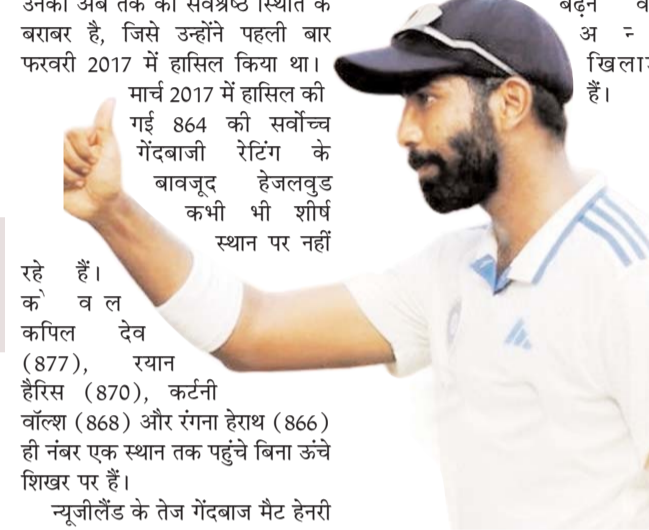 उनकी अब तक की सर्वश्रेष्ठ स्थिति के
बराबर है, जिसे उन्होंने पहली बार
फरवरी 2017 में हासिल किया था।
मार्च 2017 में हासिल की
गई 864 की सर्वोच्च
गेंदबाजी रेटिंग के
बावजूद हेजलवुड
कभी भी शीर्ष
स्थान पर नहीं
रहे हैं।
के व ल
कपिल देव
(877), रयान
हैरिस (870), कर्टनी
वॉल्श (868) और रंगना हेराथ (866)
ही नंबर एक स्थान तक पहुंचे बिना ऊंचे
शिखर पर हैं।
न्यूजीलैंड के तेज गेंदबाज मैट हेनरी
बढ़ने
हैं।